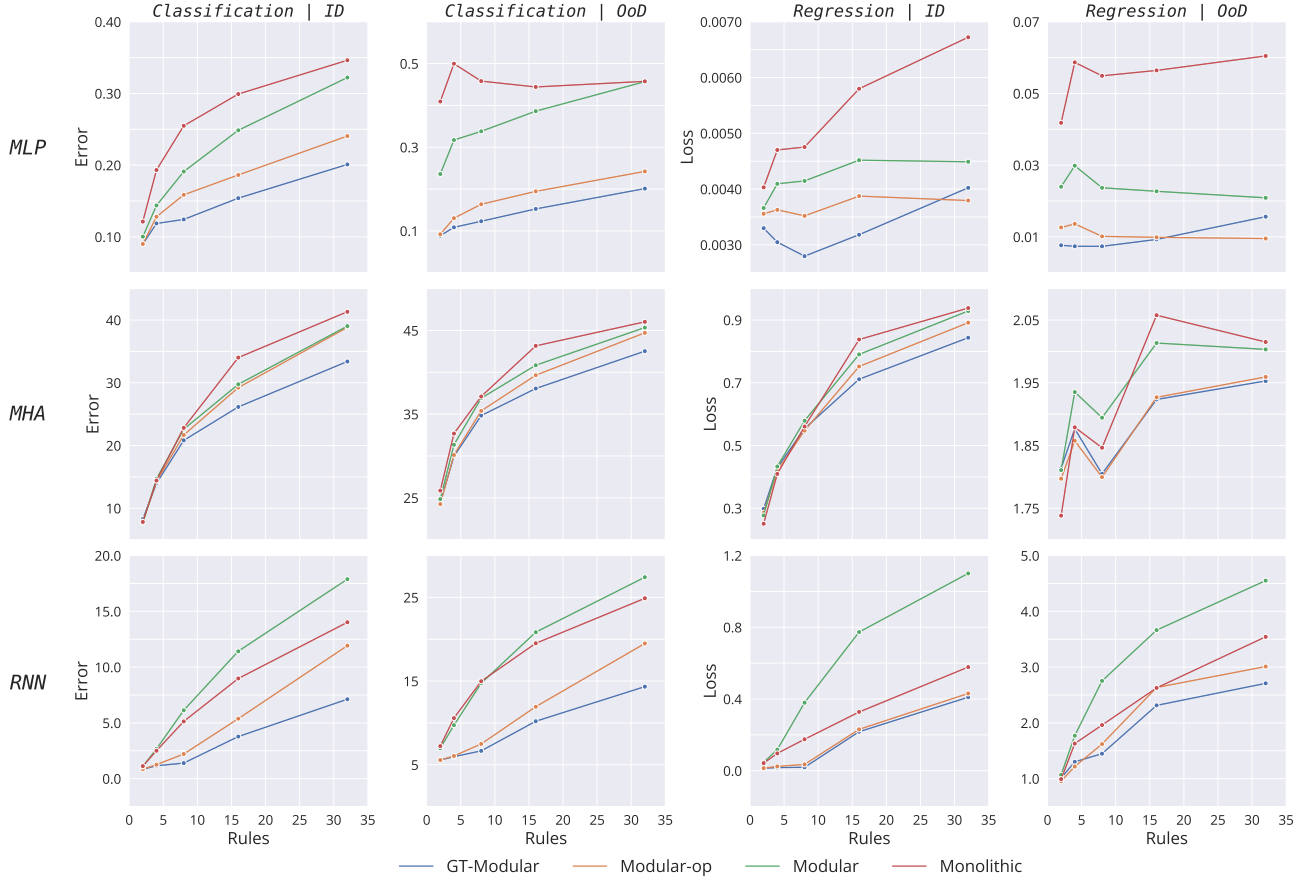 Classification | ID
Classification | OoD
Regression | ID
Regression | OoD
MLP
Error
0.40
0.30
0.20
0.10
0.5
0.3
0.1
Loss
0.0070
0.0060
0.0050
0.0040
0.0030
0.07
0.05
0.03
0.01
MHA
Error
40
30
20
10
45
35
25
Loss
0.9
0.7
0.5
0.3
2.05
1.95
1.85
1.75
RNN
Error
20.0
15.0
10.0
5.0
0.0
25
15
5
Loss
1.2
0.8
0.4
0.0
5.0
4.0
3.0
2.0
1.0
0 5 10 15 20 25 30 35
0 5 10 15 20 25 30 35
0 5 10 15 20 25 30 35
0 5 10 15 20 25 30 35
Rules
Rules
Rules
Rules
GT-Modular
Modular-op
Modular
Monolithic